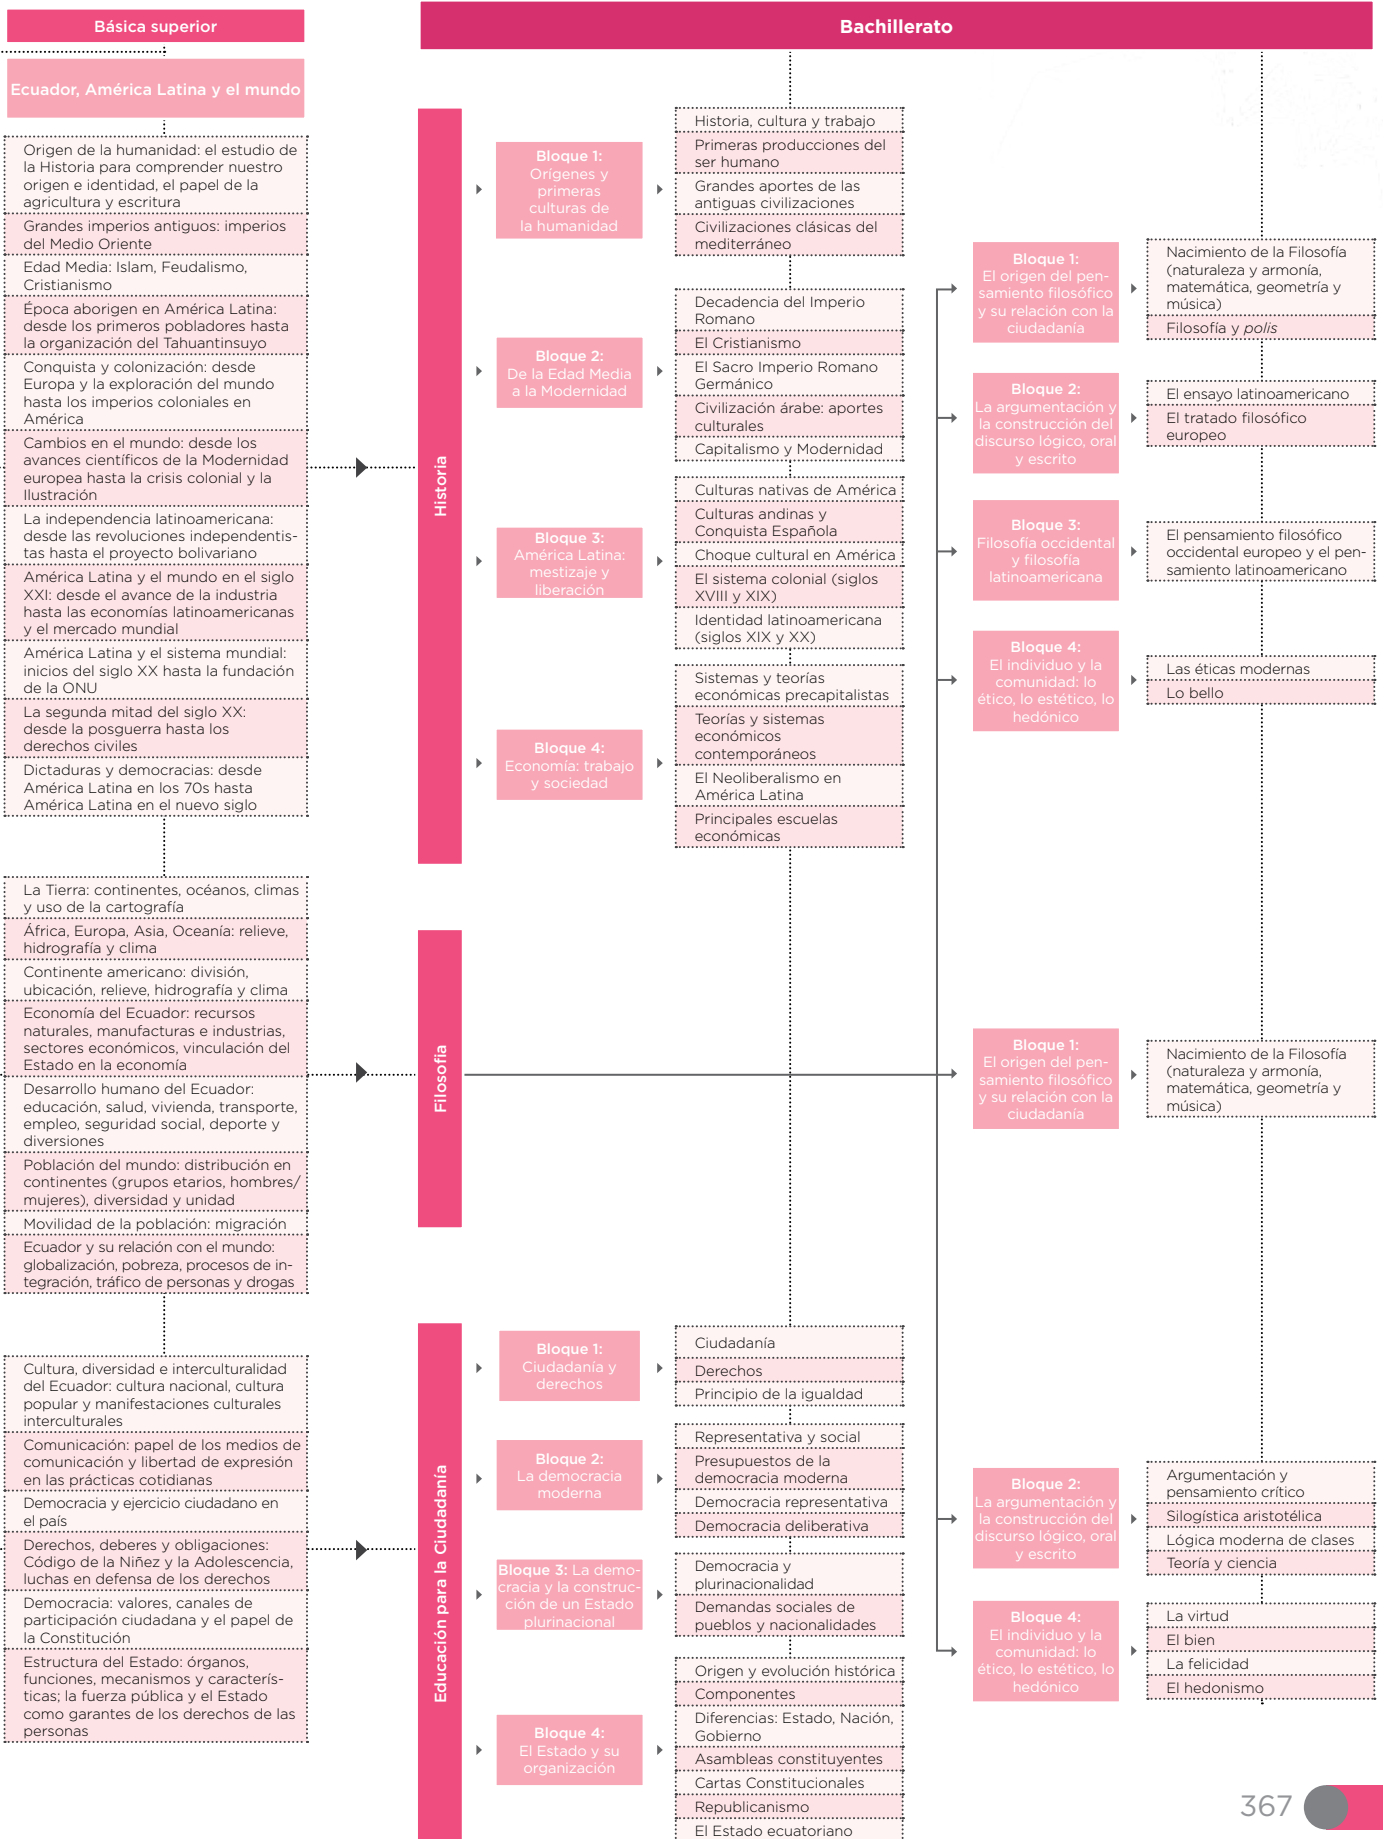 Básica superior
Bachillerato
Ecuador, América Latina y el mundo
Origen de la humanidad: el estudio de
la Historia para comprender nuestro
origen e identidad, el papel de la
agricultura y escritura
Grandes imperios antiguos: imperios
del Medio Oriente
Edad Media: Islam, Feudalismo,
Cristianismo
Época aborigen en América Latina:
desde los primeros pobladores hasta
la organización del Tahuantinsuyo
Conquista y colonización: desde
Europa y la exploración del mundo
hasta los imperios coloniales en
América
Cambios en el mundo: desde los
avances científicos de la Modernidad
europea hasta la crisis colonial y la
Ilustración
La independencia latinoamericana:
desde las revoluciones independentis-
tas hasta el proyecto bolivariano
América Latina y el mundo en el siglo
XXI: desde el avance de la industria
hasta las economías latinoamericanas
y el mercado mundial
América Latina y el sistema mundial:
inicios del siglo XX hasta la fundación
de la ONU
La segunda mitad del siglo XX:
desde la posguerra hasta los
derechos civiles
Dictaduras y democracias: desde
América Latina en los 70s hasta
América Latina en el nuevo siglo
La Tierra: continentes, océanos, climas
y uso de la cartografía
África, Europa, Asia, Oceanía: relieve,
hidrografía y clima
Continente americano: división,
ubicación, relieve, hidrografía y clima
Economía del Ecuador: recursos
naturales, manufacturas e industrias,
sectores económicos, vinculación del
Estado en la economía
Desarrollo humano del Ecuador:
educación, salud, vivienda, transporte,
empleo, seguridad social, deporte y
diversiones
Población del mundo: distribución en
continentes (grupos etarios, hombres/
mujeres), diversidad y unidad
Movilidad de la población: migración
Ecuador y su relación con el mundo:
globalización, pobreza, procesos de in-
tegración, tráfico de personas y drogas
Cultura, diversidad e interculturalidad
del Ecuador: cultura nacional, cultura
popular y manifestaciones culturales
interculturales
Comunicación: papel de los medios de
comunicación y libertad de expresión
en las prácticas cotidianas
Democracia y ejercicio ciudadano en
el país
Derechos, deberes y obligaciones:
Código de la Niñez y la Adolescencia,
luchas en defensa de los derechos
Democracia: valores, canales de
participación ciudadana y el papel de
la Constitución
Estructura del Estado: órganos,
funciones, mecanismos y caracterís-
ticas; la fuerza pública y el Estado
como garantes de los derechos de las
personas
Historia
Bloque 1:
Orígenes y
primeras
culturas de
la humanidad
Historia, cultura y trabajo
Primeras producciones del
ser humano
Grandes aportes de las
antiguas civilizaciones
Civilizaciones clásicas del
mediterráneo
Bloque 2:
De la Edad Media
a la Modernidad
Decadencia del Imperio
Romano
El Cristianismo
El Sacro Imperio Romano
Germánico
Civilización árabe: aportes
culturales
Capitalismo y Modernidad
Bloque 3:
América Latina:
mestizaje y
liberación
Culturas nativas de América
Culturas andinas y
Conquista Española
Choque cultural en América
El sistema colonial (siglos
XVIII y XIX)
Identidad latinoamericana
(siglos XIX y XX)
Bloque 4:
Economía: trabajo
y sociedad
Sistemas y teorías
económicas precapitalistas
Teorías y sistemas
económicos
contemporáneos
El Neoliberalismo en
América Latina
Principales escuelas
económicas
Filosofía
Bloque 1:
El origen del pen-
samiento filosófico
y su relación con la
ciudadanía
Nacimiento de la Filosofía
(naturaleza y armonía,
matemática, geometría y
música)
Filosofía y polis
Bloque 2:
La argumentación y
la construcción del
discurso lógico, oral
y escrito
El ensayo latinoamericano
El tratado filosófico
europeo
Bloque 3:
Filosofía occidental
y filosofía
latinoamericana
El pensamiento filosófico
occidental europeo y el pen-
samiento latinoamericano
Bloque 4:
El individuo y la
comunidad: lo
ético, lo estético, lo
hedónico
Las éticas modernas
Lo bello
Bloque 1:
El origen del pen-
samiento filosófico
y su relación con la
ciudadanía
Nacimiento de la Filosofía
(naturaleza y armonía,
matemática, geometría y
música)
Bloque 2:
La argumentación y
la construcción del
discurso lógico, oral
y escrito
Argumentación y
pensamiento crítico
Silogística aristotélica
Lógica moderna de clases
Teoría y ciencia
Bloque 4:
El individuo y la
comunidad: lo
ético, lo estético, lo
hedónico
La virtud
El bien
La felicidad
El hedonismo
Educación para la Ciudadanía
Bloque 1:
Ciudadanía y
derechos
Ciudadanía
Derechos
Principio de la igualdad
Bloque 2:
La democracia
moderna
Representativa y social
Presupuestos de la
democracia moderna
Democracia representativa
Democracia deliberativa
Bloque 3: La demo-
cracia y la construc-
ción de un Estado
plurinacional
Democracia y
plurinacionalidad
Demandas sociales de
pueblos y nacionalidades
Bloque 4:
El Estado y su
organización
Origen y evolución histórica
Componentes
Diferencias: Estado, Nación,
Gobierno
Asambleas constituyentes
Cartas Constitucionales
Republicanismo
El Estado ecuatoriano
367